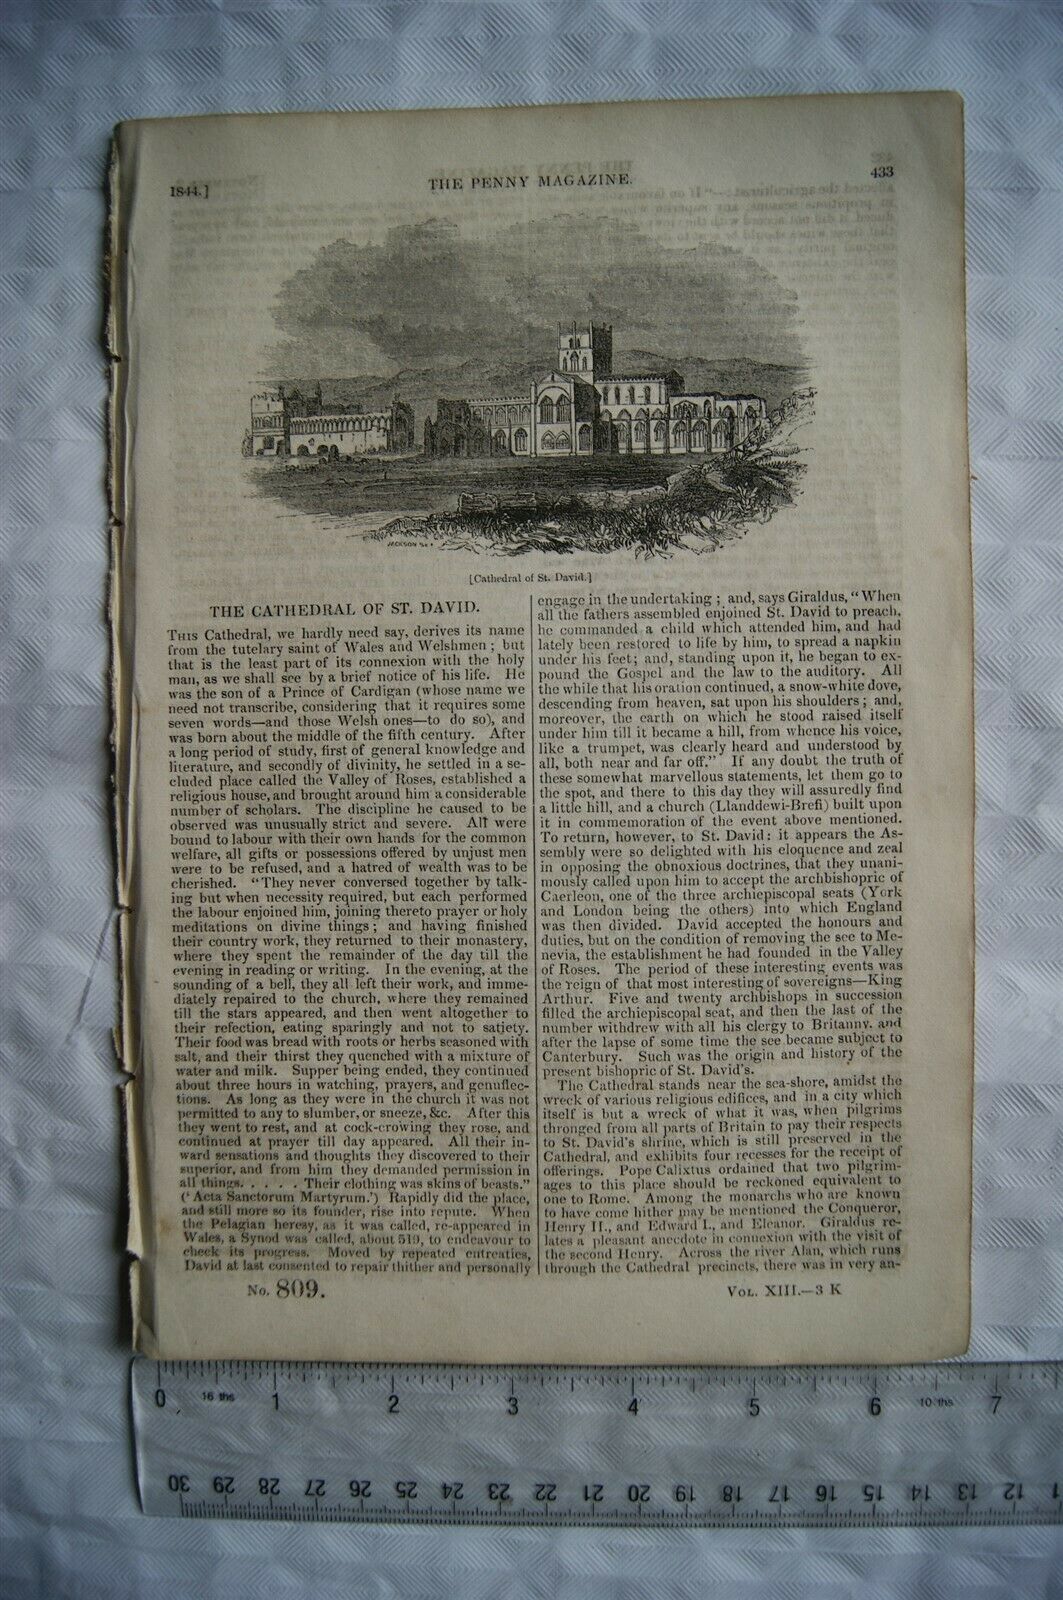 1844.]
THE PENNY MAGAZINE.
433
JACKSON Sc
[Cathedral of St. David.]
THE CATHEDRAL OF ST. DAVID.
THIS Cathedral, we hardly need say, derives its name
from the tutelary saint of Wales and Welshmen ; but
that is the least part of its connexion with the holy
man, as we shall see by a brief notice of his life. He
was the son of a Prince of Cardigan (whose name we
need not transcribe, considering that it requires some
seven words—and those Welsh ones—to do so), and
was born about the middle of the fifth century. After
a long period of study, first of general knowledge and
literature, and secondly of divinity, he settled in a se-
cluded place called the Valley of Roses, established a
religious house, and brought around him a considerable
number of scholars. The discipline he caused to be
observed was unusually strict and severe. All were
bound to labour with their own hands for the common
welfare, all gifts or possessions offered by unjust men
were to be refused, and a hatred of wealth was to be
cherished. "They never conversed together by talk-
ing but when necessity required, but each performed
the labour enjoined him, joining thereto prayer or holy
meditations on divine things ; and having finished
their country work, they returned to their monastery,
where they spent the remainder of the day till the
evening in reading or writing. In the evening, at the
sounding of a bell, they all left their work, and imme-
diately repaired to the church, where they remained
till the stars appeared, and then went altogether to
their refection, eating sparingly and not to satiety.
Their food was bread with roots or herbs seasoned with
salt, and their thirst they quenched with a mixture of
water and milk. Supper being ended, they continued
about three hours in watching, prayers, and genuflec-
tions. As long as they were in the church it was not
permitted to any to slumber, or sneeze, &c. After this
they went to rest, and at cock-crowing they rose, and
continued at prayer till day appeared. All their in-
ward sensations and thoughts they discovered to their
superior, and from him they demanded permission in
all things. . . . . Their clothing was skins of beasts."
('Acta Sanctorum Martyrum.') Rapidly did the place,
and still more so its founder, rise into repute. When
the Pelagian heresy, as it was called, re-appeared in
Wales, a Synod was called, about 519, to endeavour to
check its progress. Moved by repeated entreaties,
David at last consented to repair thither and personally
No. 809.
engage in the undertaking ; and, says Giraldus, "When
all the fathers assembled enjoined St. David to preach,
he commanded a child which attended him, and had
lately been restored to life by him, to spread a napkin
under his feet; and, standing upon it, he began to ex-
pound the Gospel and the law to the auditory. All
the while that his oration continued, a snow-white dove,
descending from heaven, sat upon his shoulders ; and,
moreover, the earth on which he stood raised itself
under him till it became a hill, from whence his voice,
like a trumpet, was clearly heard and understood by
all, both near and far off." If any doubt the truth of
these somewhat marvellous statements, let them go to
the spot, and there to this day they will assuredly find
a little hill, and a church (Llanddewi-Brefi) built upon
it in commemoration of the event above mentioned.
To return, however, to St. David: it appears the As-
sembly were so delighted with his eloquence and zeal
in opposing the obnoxious doctrines, that they unani-
mously called upon him to accept the archbishopric of
Caerleon, one of the three archiepiscopal seats (York
and London being the others) into which England
was then divided. David accepted the honours and
duties, but on the condition of removing the see to Me-
nevia, the establishment he had founded in the Valley
of Roses. The period of these interesting events was
the reign of that most interesting of sovereigns—King
Arthur. Five and twenty archbishops in succession
filled the archiepiscopal seat, and then the last of the
number withdrew with all his clergy to Britanny, and
after the lapse of some time the see became subject to
Canterbury. Such was the origin and history of the
present bishopric of St. David's.
The Cathedral stands near the sea-shore, amidst the
wreck of various religious edifices, and in a city which
itself is but a wreck of what it was, when pilgrims
thronged from all parts of Britain to pay their respects
to St. David's shrine, which is still preserved in the
Cathedral, and exhibits four recesses for the receipt of
offerings. Pope Calixtus ordained that two pilgrim-
ages to this place should be reckoned equivalent to
one to Rome. Among the monarchs who are known
to have come hither may be mentioned the Conqueror,
Henry II., and Edward I., and Eleanor. Giraldus re-
lates a pleasant anecdote in connexion with the visit of
the second Henry. Across the river Alan, which runs
through the Cathedral precincts, there was in very an-
VOL. XIII.—3 K
0 16 ths 1 2 3 4 5 6 10 ths 7
30 29 28 27 26 25 24 23 22 21 20 19 18 17 16 15 14 13 12